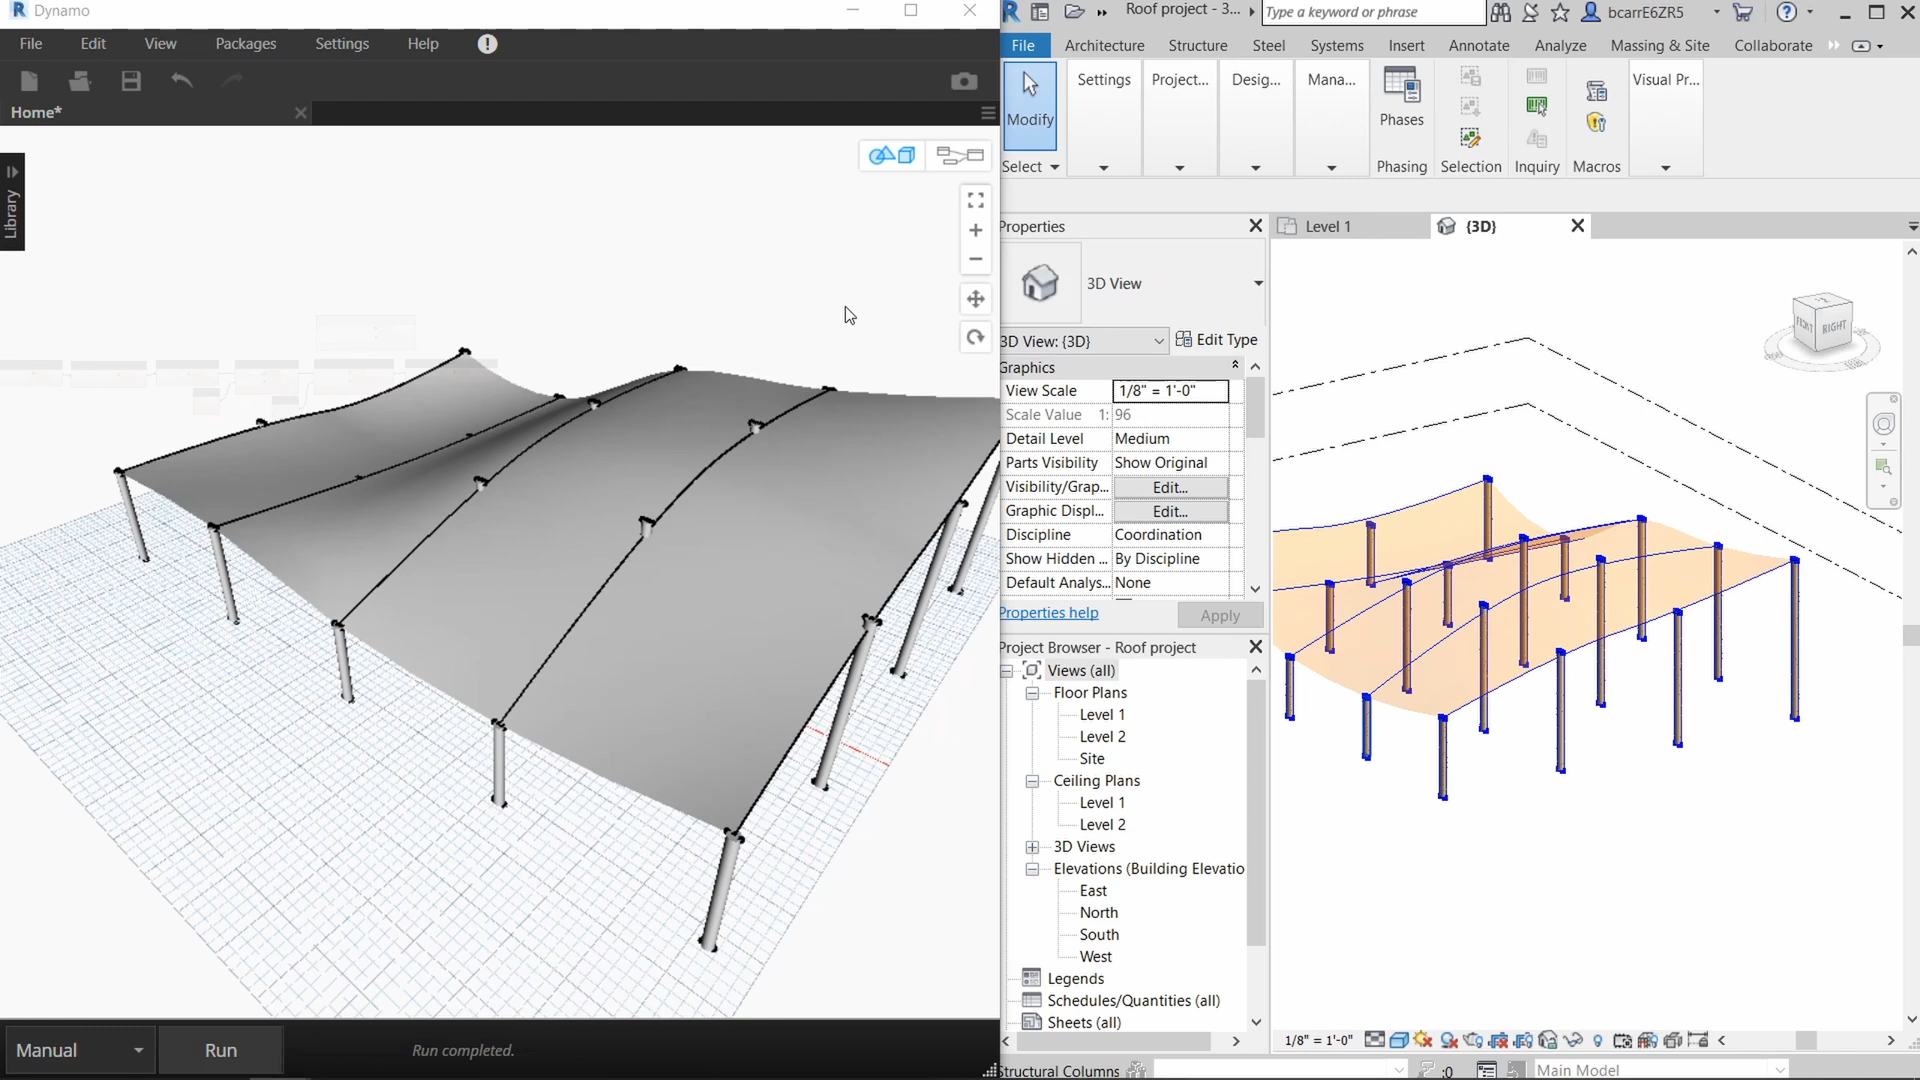 Dynamo
File Edit View Packages Settings Help
Home*
Library
Manual
Run
Run completed.
Roof project - 3...
Type a keyword or phrase
bcarrE6ZR5
File Architecture Structure Steel Systems Insert Annotate Analyze Massing & Site Collaborate
Modify
Settings
Project...
Desig...
Mana...
Phases
Visual Pr...
Select
Phasing
Selection
Inquiry
Macros
Properties
3D View
3D View: {3D}
Edit Type
Graphics
View Scale 1/8" = 1'-0"
Scale Value 1: 96
Detail Level Medium
Parts Visibility Show Original
Visibility/Grap... Edit...
Graphic Displ... Edit...
Discipline Coordination
Show Hidden ... By Discipline
Default Analys... None
Properties help
Apply
Project Browser - Roof project
Views (all)
Floor Plans
Level 1
Level 2
Site
Ceiling Plans
Level 1
Level 2
3D Views
Elevations (Building Elevatio
East
North
South
West
Legends
Schedules/Quantities (all)
Sheets (all)
Level 1
{3D}
FRONT
RIGHT
1/8" = 1'-0"
Structural Columns
:0
Main Model